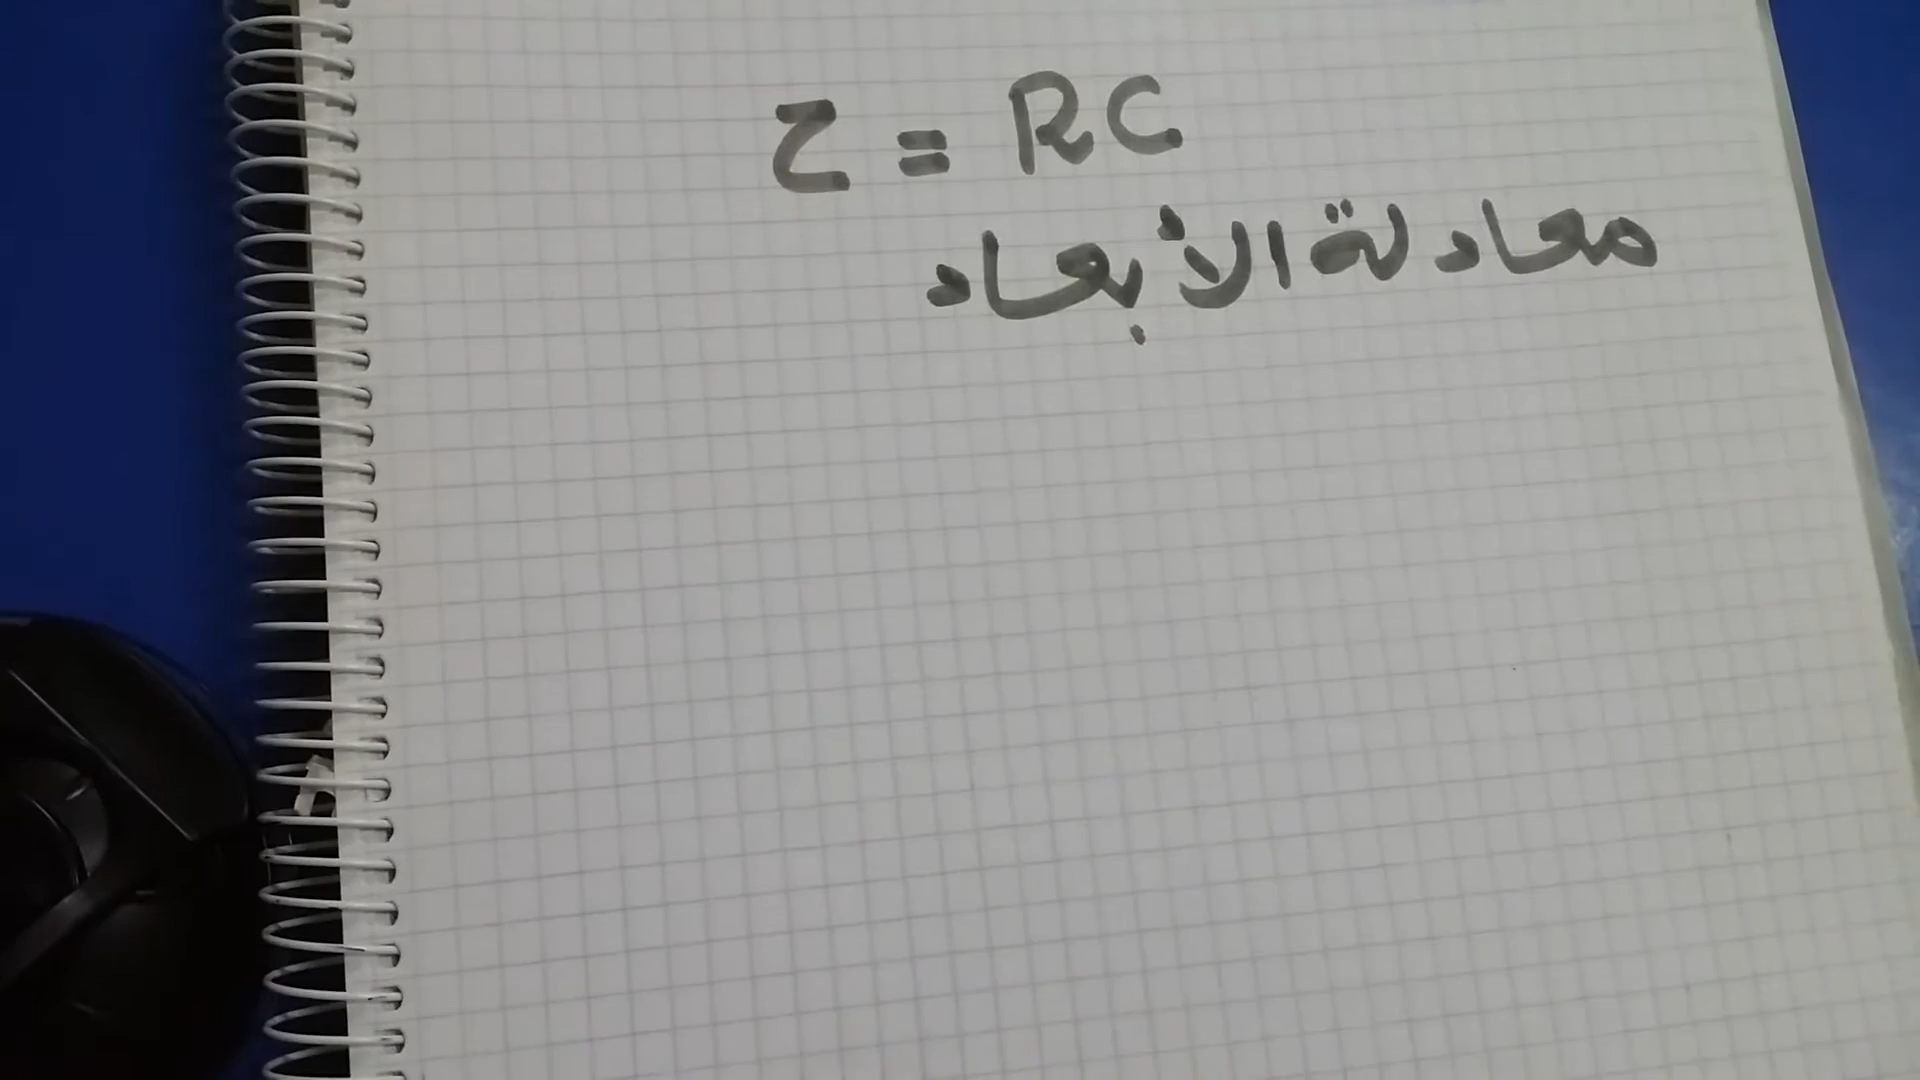 τ = RC
معادلة الأبعاد